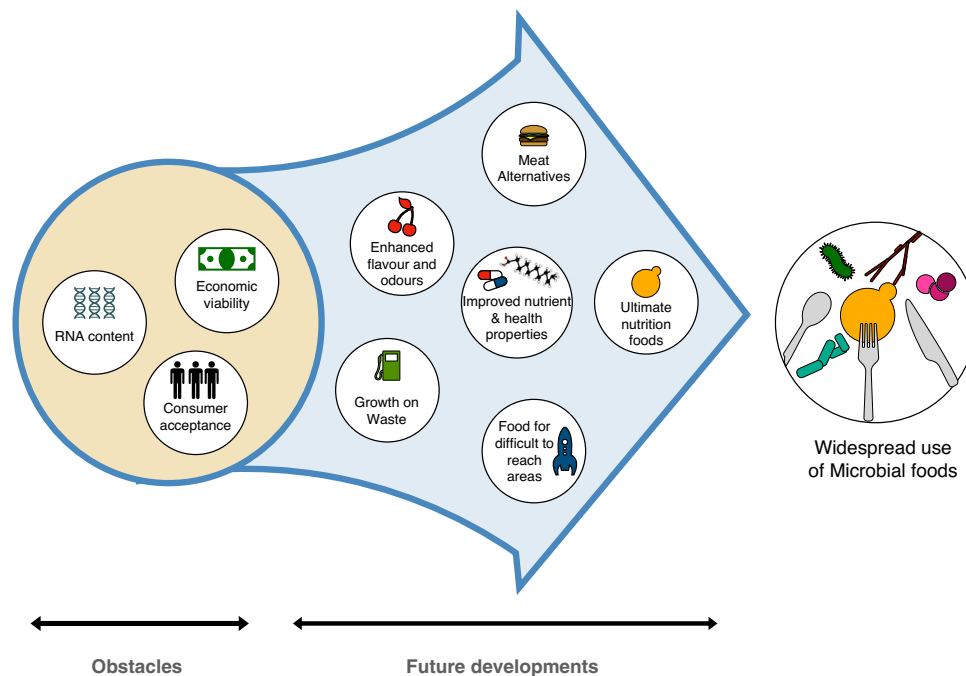 Meat
Alternatives
Enhanced
flavour and
odours
Economic
viability
Improved nutrient
& health
properties
Ultimate
nutrition
foods
RNA content
Growth on
Waste
Consumer
acceptance
Food for
difficult to
reach
areas
Widespread use
of Microbial foods
Obstacles
Future developments